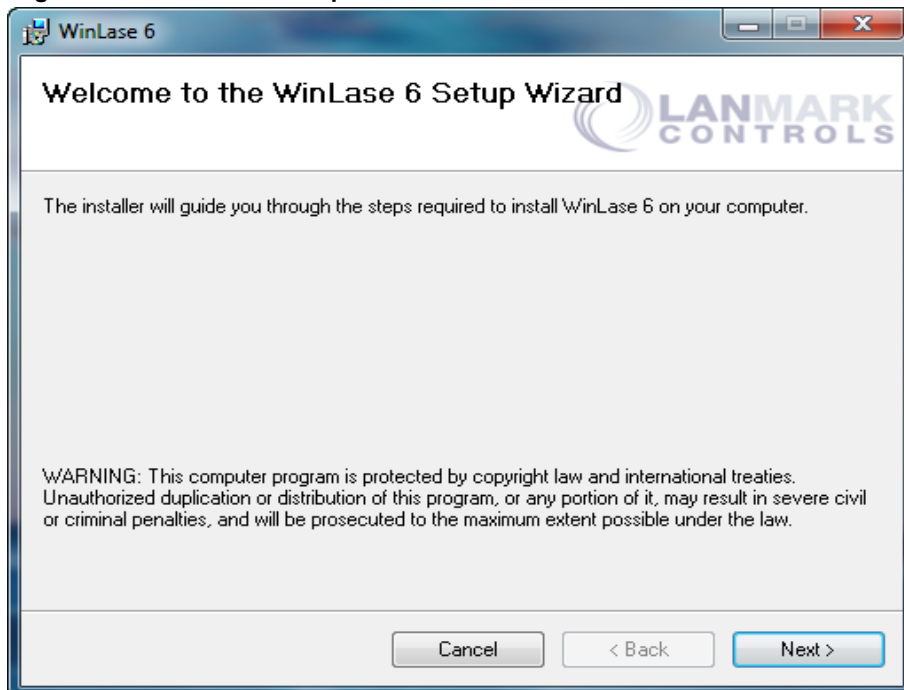 WinLase 6
Welcome to the WinLase 6 Setup Wizard
LANMARK
CONTROLS
The installer will guide you through the steps required to install WinLase 6 on your computer.
WARNING: This computer program is protected by copyright law and international treaties.
Unauthorized duplication or distribution of this program, or any portion of it, may result in severe civil
or criminal penalties, and will be prosecuted to the maximum extent possible under the law.
Cancel
< Back
Next >